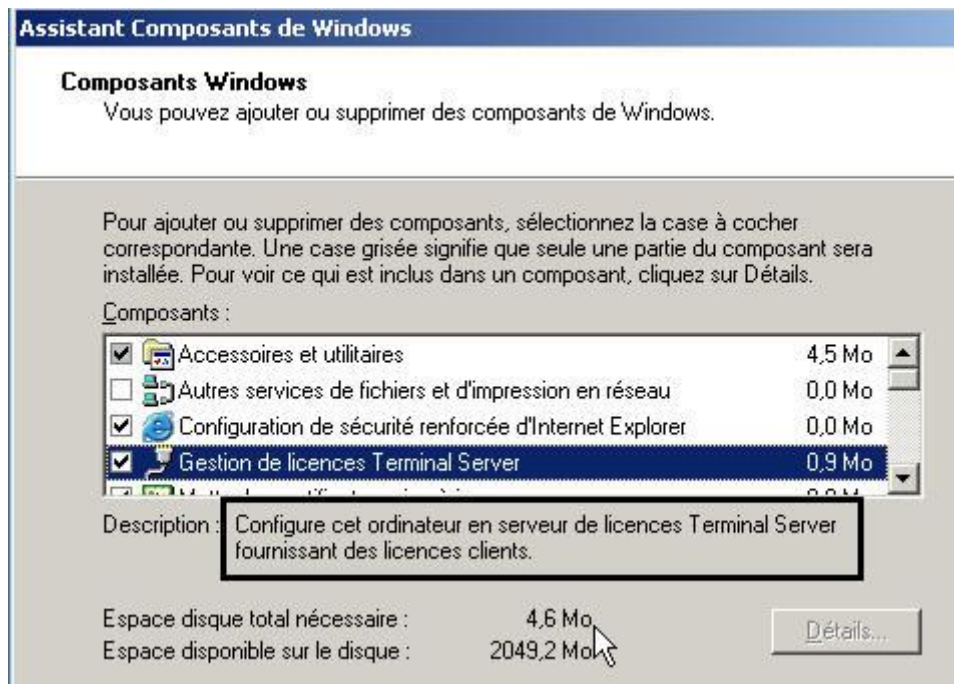 Assistant Composants de Windows
Composants Windows
Vous pouvez ajouter ou supprimer des composants de Windows.
Pour ajouter ou supprimer des composants, sélectionnez la case à cocher
correspondante. Une case grisée signifie que seule une partie du composant sera
installée. Pour voir ce qui est inclus dans un composant, cliquez sur Détails.
Composants :
Accessoires et utilitaires 4,5 Mo
Autres services de fichiers et d'impression en réseau 0,0 Mo
Configuration de sécurité renforcée d'Internet Explorer 0,0 Mo
Gestion de licences Terminal Server 0,9 Mo
Description : Configure cet ordinateur en serveur de licences Terminal Server
fournissant des licences clients.
Espace disque total nécessaire : 4,6 Mo
Espace disponible sur le disque : 2049,2 Mo
Détails...